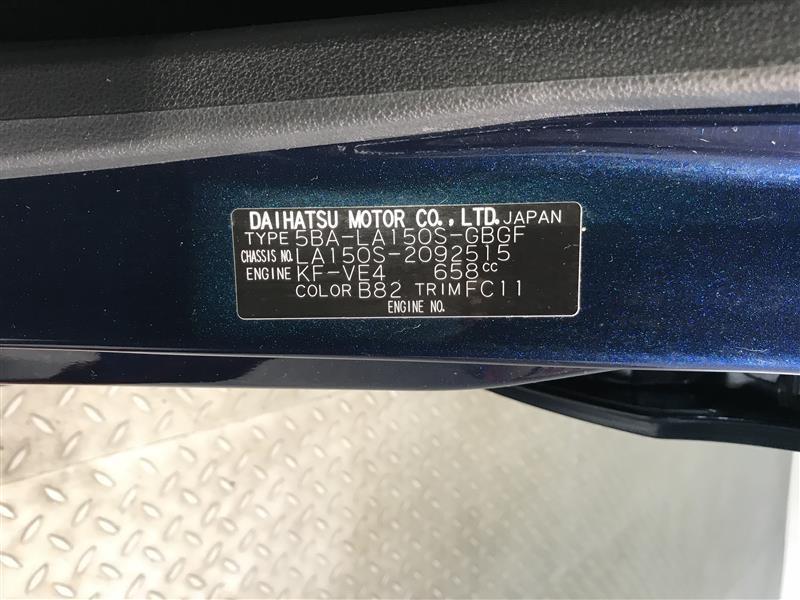 DAIHATSU MOTOR CO., LTD. JAPAN
TYPE 5BA-LA150S-GBGF
CHASSIS NO. LA150S-2092515
ENGINE KF-VE4 658cc
COLOR B82 TRIM FC11
ENGINE NO.